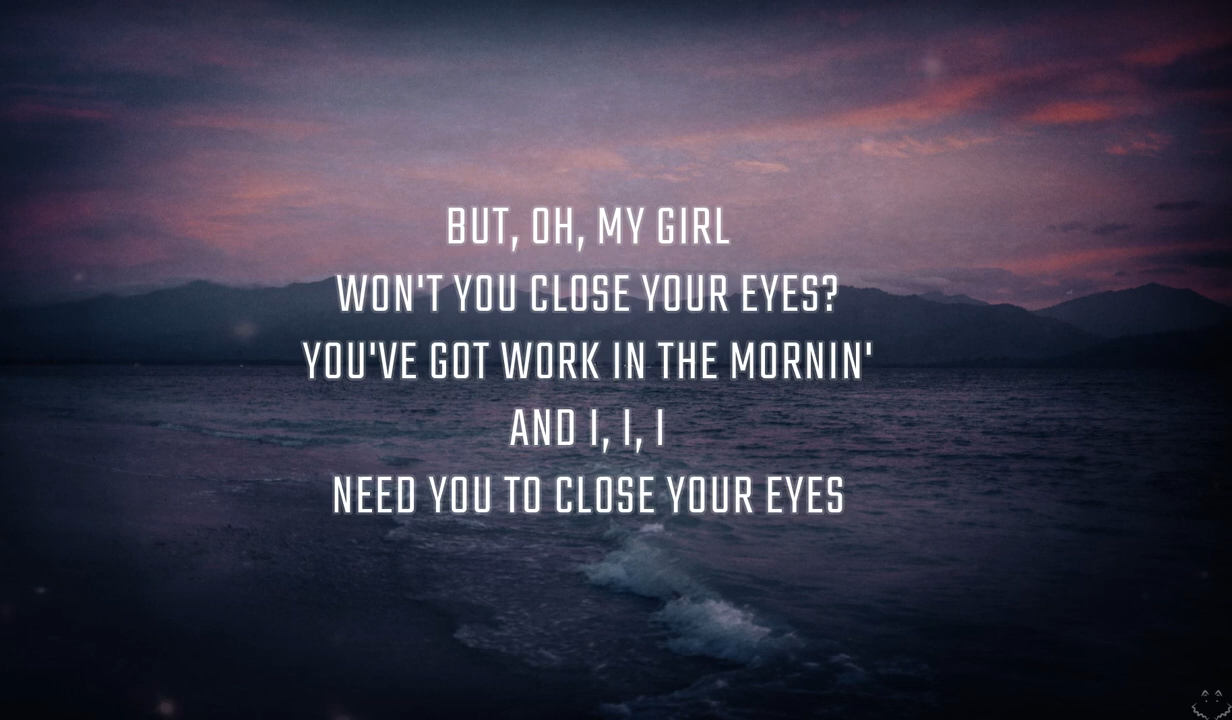 BUT, OH, MY GIRL
WON'T YOU CLOSE YOUR EYES?
YOU'VE GOT WORK IN THE MORNIN'
AND I, I, I
NEED YOU TO CLOSE YOUR EYES